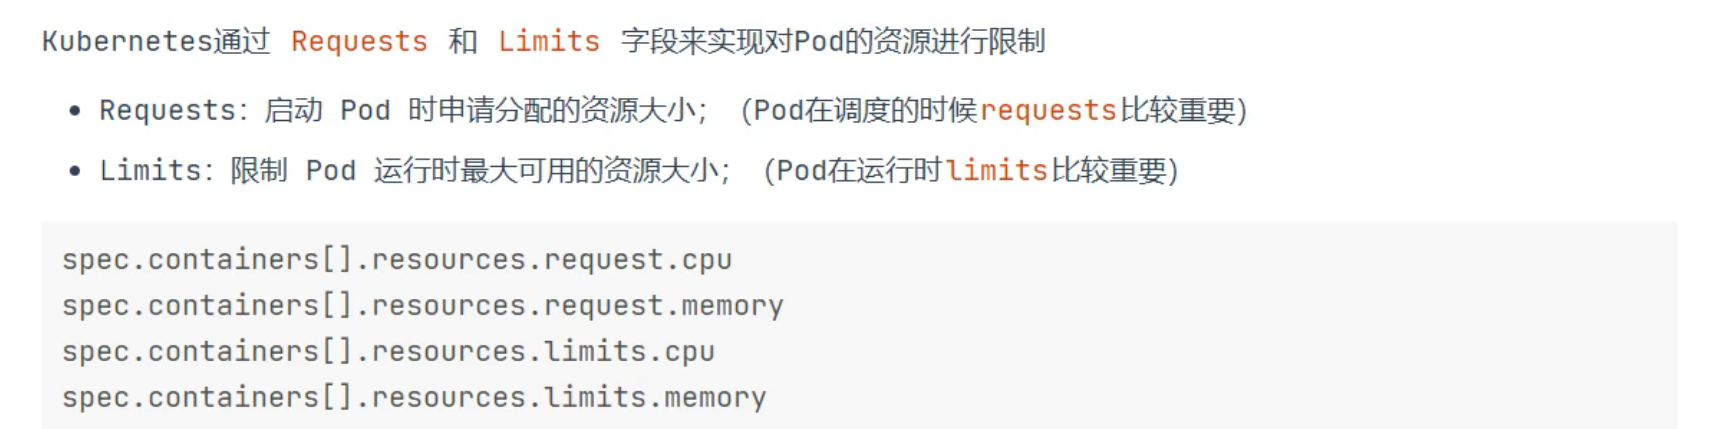 Kubernetes通过 Requests 和 Limits 字段来实现对Pod的资源进行限制
• Requests：启动 Pod 时申请分配的资源大小；（Pod在调度的时候requests比较重要）
• Limits：限制 Pod 运行时最大可用的资源大小；（Pod在运行时limits比较重要）
spec.containers[].resources.request.cpu
spec.containers[].resources.request.memory
spec.containers[].resources.limits.cpu
spec.containers[].resources.limits.memory